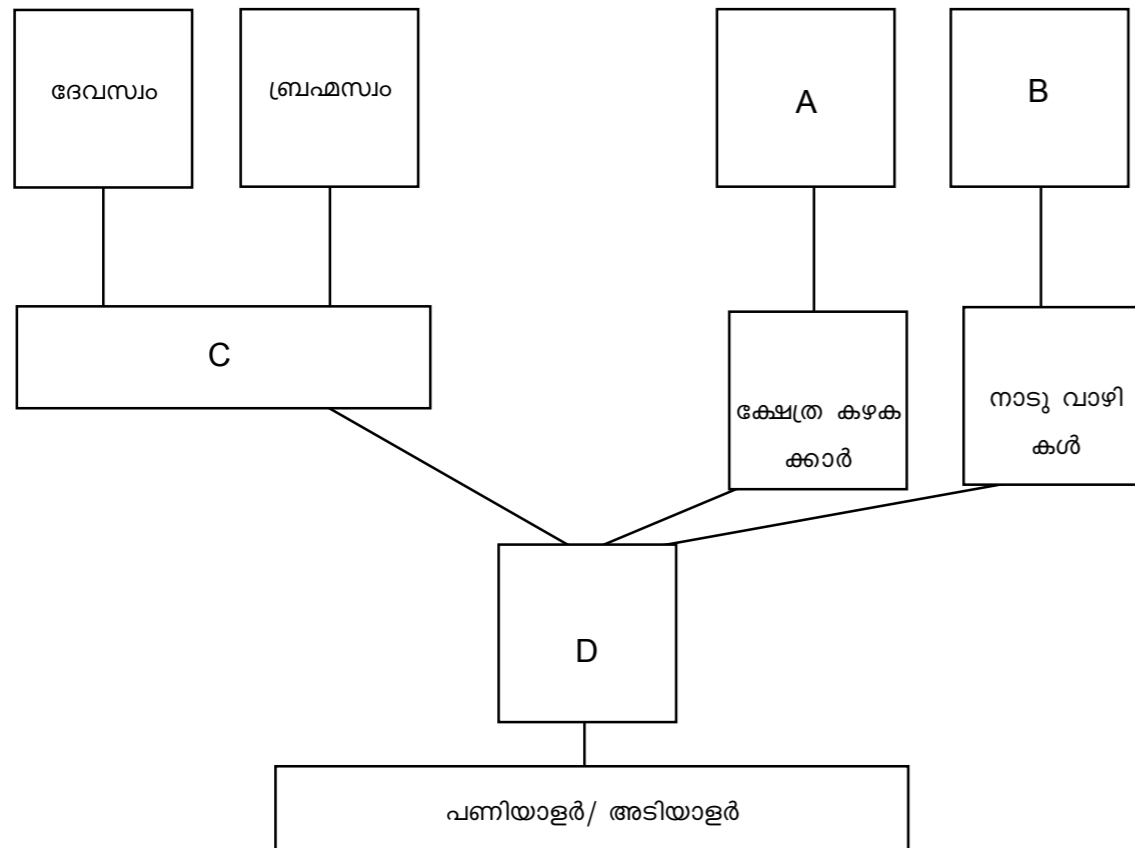 ദേവസ്വം
ബ്രഹ്മസ്വം
A
B
C
ക്ഷേത്ര കഴക
ക്കാർ
നാടു വാഴി
കൾ
D
പണിയാളർ/ അടിയാളർ